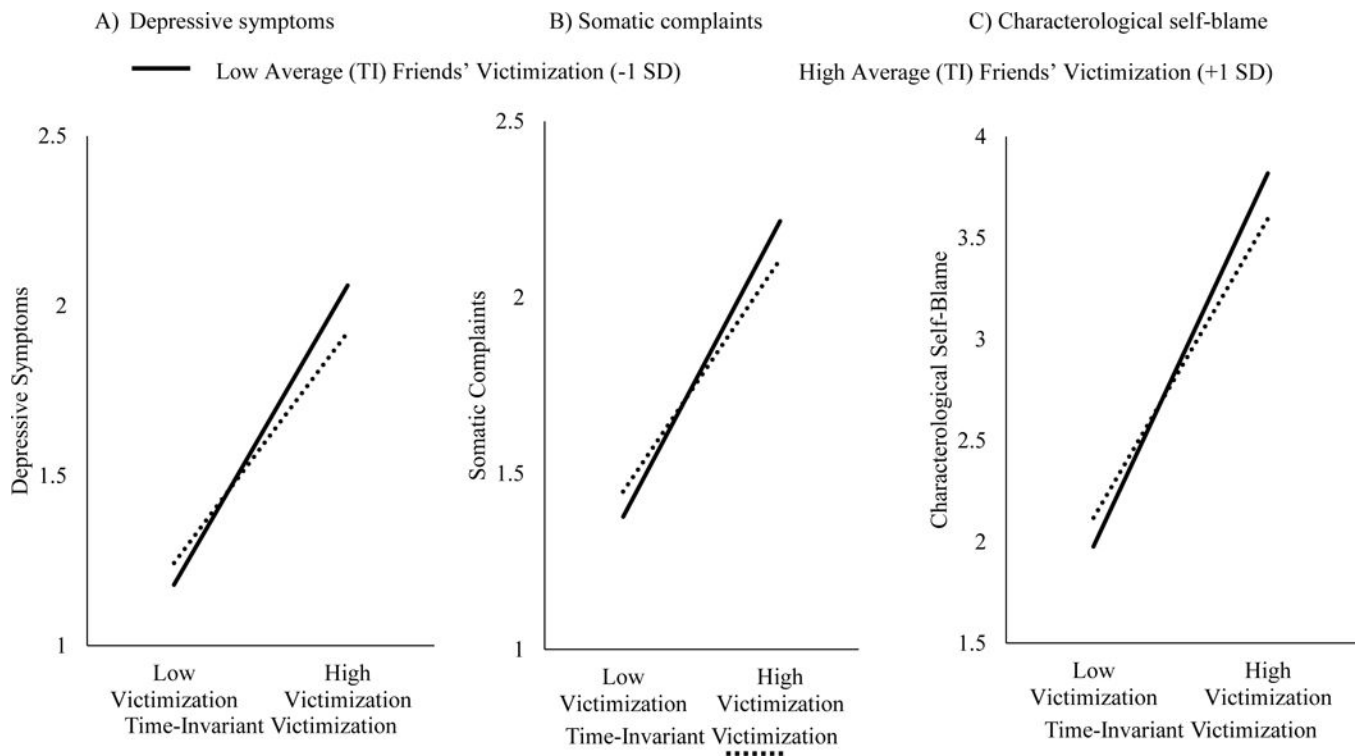 A) Depressive symptoms
B) Somatic complaints
C) Characterological self-blame
Low Average (TI) Friends’ Victimization (-1 SD)
High Average (TI) Friends’ Victimization (+1 SD)
2.5
2
1.5
1
Depressive Symptoms
Low
Victimization
High
Victimization
Time-Invariant Victimization
2.5
2
1.5
1
Somatic Complaints
Low
Victimization
High
Victimization
Time-Invariant Victimization
4
3.5
3
2.5
2
1.5
Characterological Self-Blame
Low
Victimization
High
Victimization
Time-Invariant Victimization